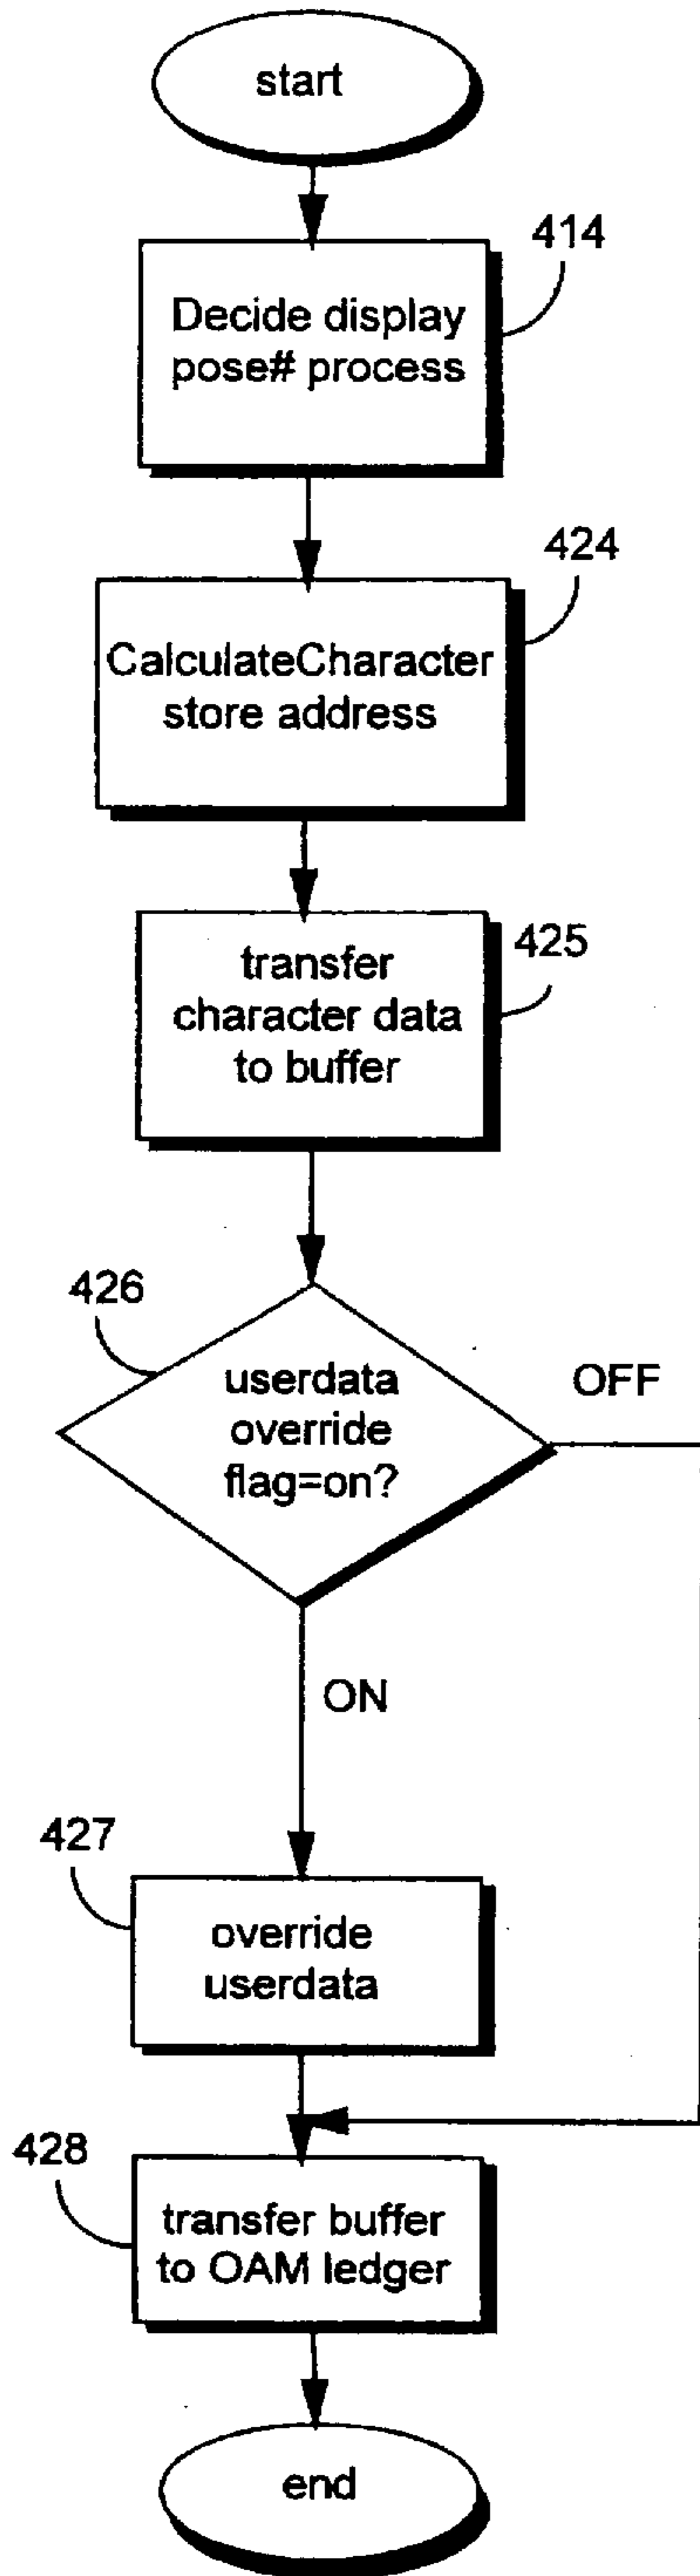 start
414
Decide display
pose# process
424
CalculateCharacter
store address
425
transfer
character data
to buffer
426
userdata
override
flag=on?
OFF
ON
427
override
userdata
428
transfer buffer
to OAM ledger
end